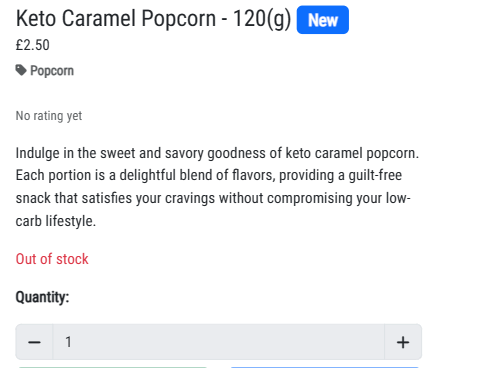 Keto Caramel Popcorn - 120(g) New
£2.50
Popcorn
No rating yet
Indulge in the sweet and savory goodness of keto caramel popcorn.
Each portion is a delightful blend of flavors, providing a guilt-free
snack that satisfies your cravings without compromising your low-
carb lifestyle.
Out of stock
Quantity:
− 1 +